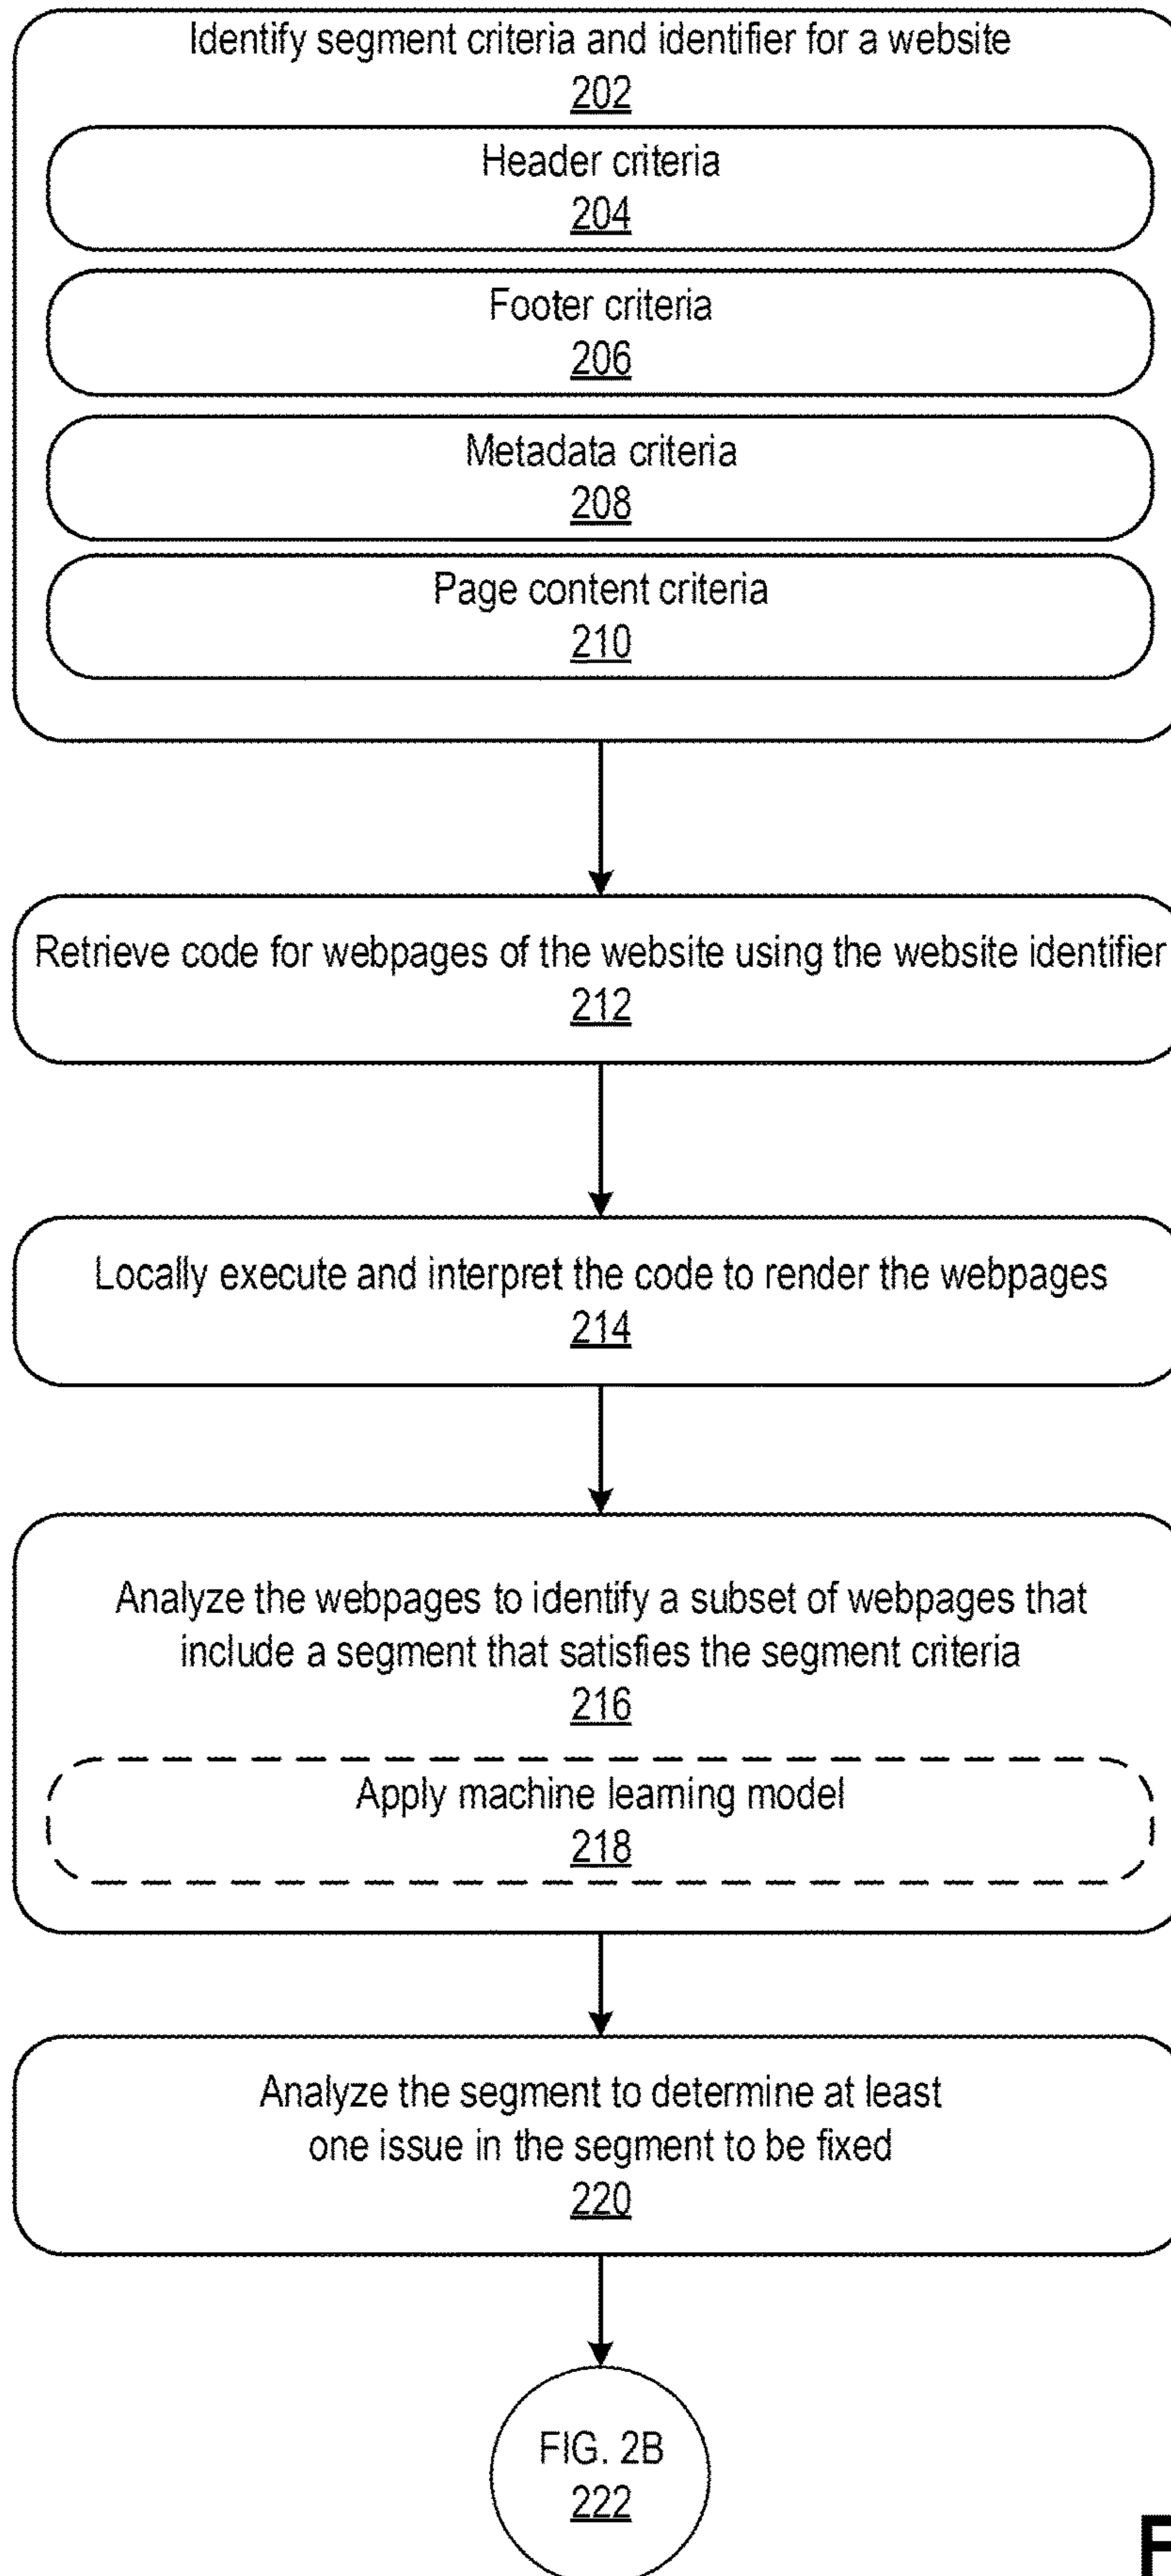 Identify segment criteria and identifier for a website
202
Header criteria
204
Footer criteria
206
Metadata criteria
208
Page content criteria
210
Retrieve code for webpages of the website using the website identifier
212
Locally execute and interpret the code to render the webpages
214
Analyze the webpages to identify a subset of webpages that
include a segment that satisfies the segment criteria
216
Apply machine learning model
218
Analyze the segment to determine at least
one issue in the segment to be fixed
220
FIG. 2B
222